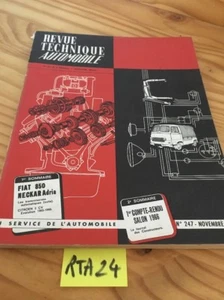 REVUE
TECHNIQUE
AUTOMOBILE
1er SOMMAIRE
FIAT 850
NECKAR Adria
2e SOMMAIRE
1er COMPTE-RENDU
SALON 1966
SERVICE DE L'AUTOMOBILE
N° 247 - NOVEMBRE
RTA 24